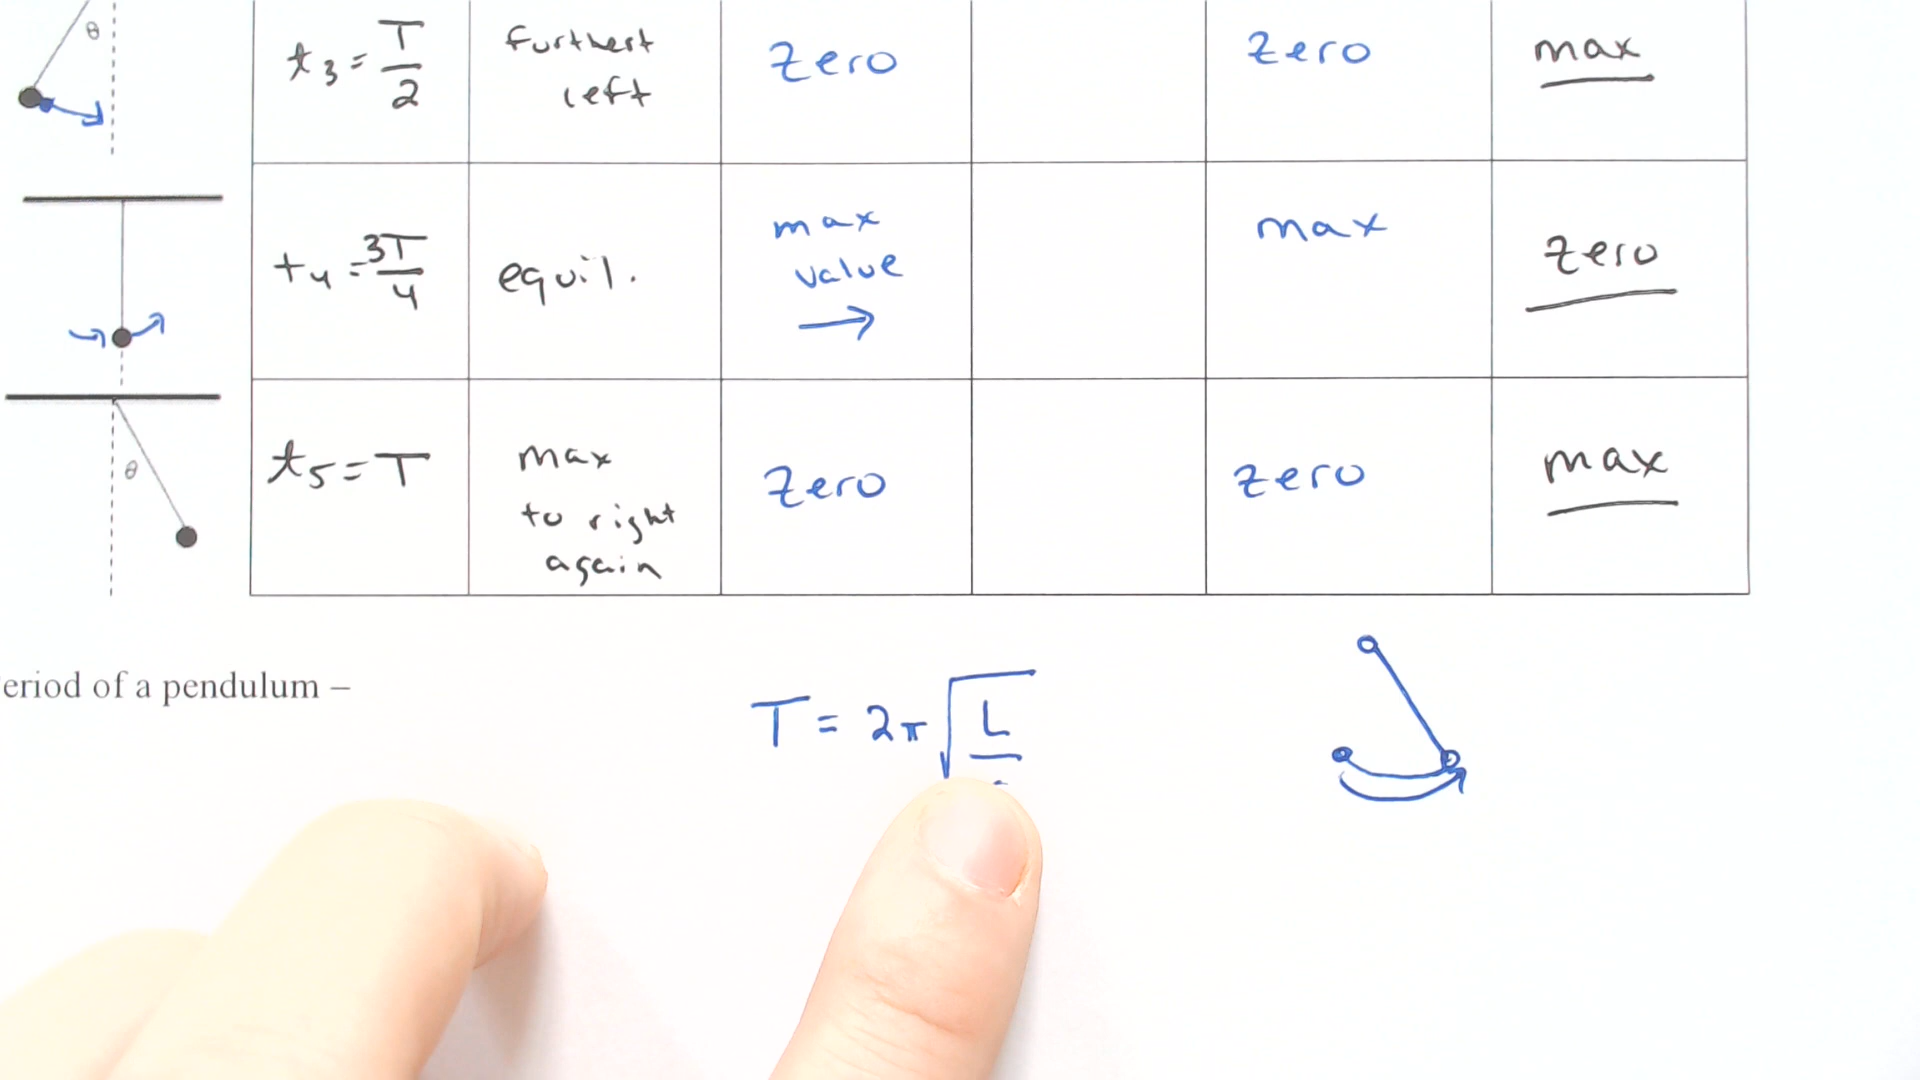 θ
t₃ = T/2
furthest
left
zero
zero
max
t₄ = 3T/4
equil.
max
value
→
max
zero
θ
t₅ = T
max
to right
again
zero
zero
max
eriod of a pendulum –
T = 2π √L